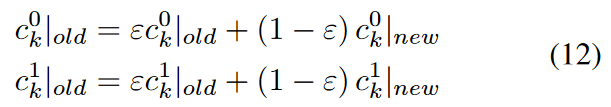 c_k^0|_{old} = εc_k^0|_{old} + (1 − ε) c_k^0|_{new}
c_k^1|_{old} = εc_k^1|_{old} + (1 − ε) c_k^1|_{new}
(12)